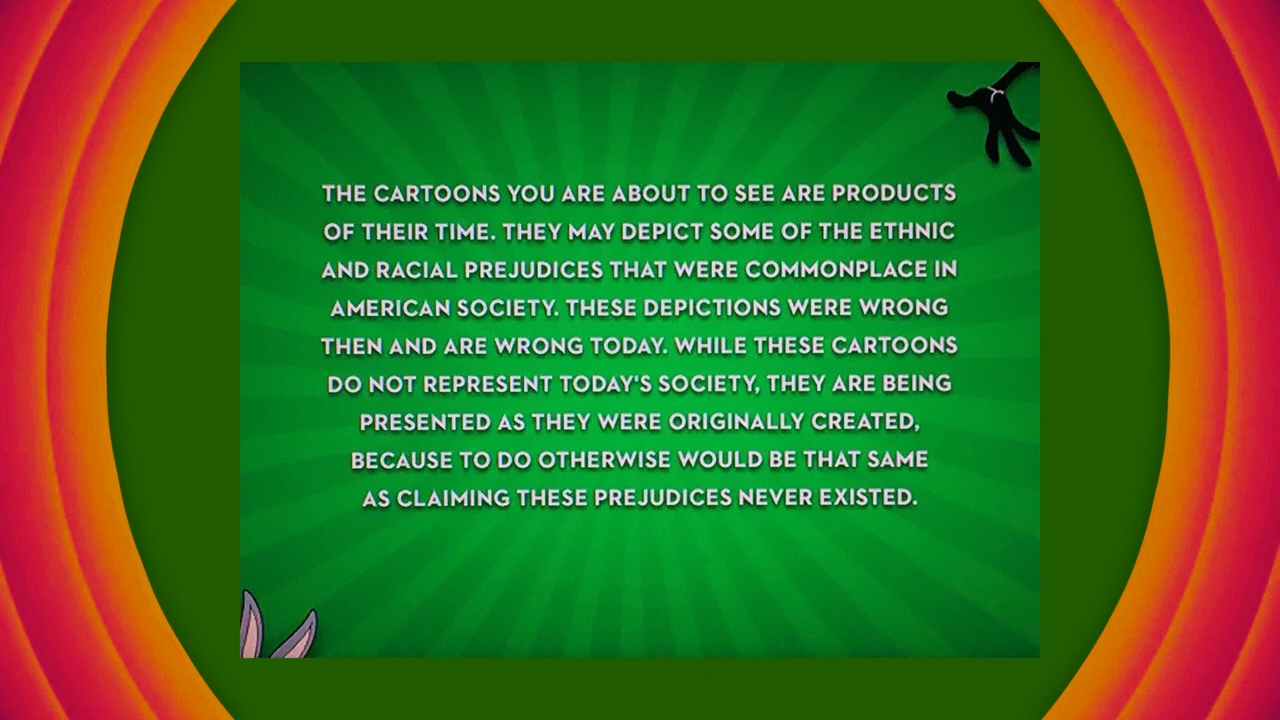 THE CARTOONS YOU ARE ABOUT TO SEE ARE PRODUCTS
OF THEIR TIME. THEY MAY DEPICT SOME OF THE ETHNIC
AND RACIAL PREJUDICES THAT WERE COMMONPLACE IN
AMERICAN SOCIETY. THESE DEPICTIONS WERE WRONG
THEN AND ARE WRONG TODAY. WHILE THESE CARTOONS
DO NOT REPRESENT TODAY'S SOCIETY, THEY ARE BEING
PRESENTED AS THEY WERE ORIGINALLY CREATED,
BECAUSE TO DO OTHERWISE WOULD BE THAT SAME
AS CLAIMING THESE PREJUDICES NEVER EXISTED.